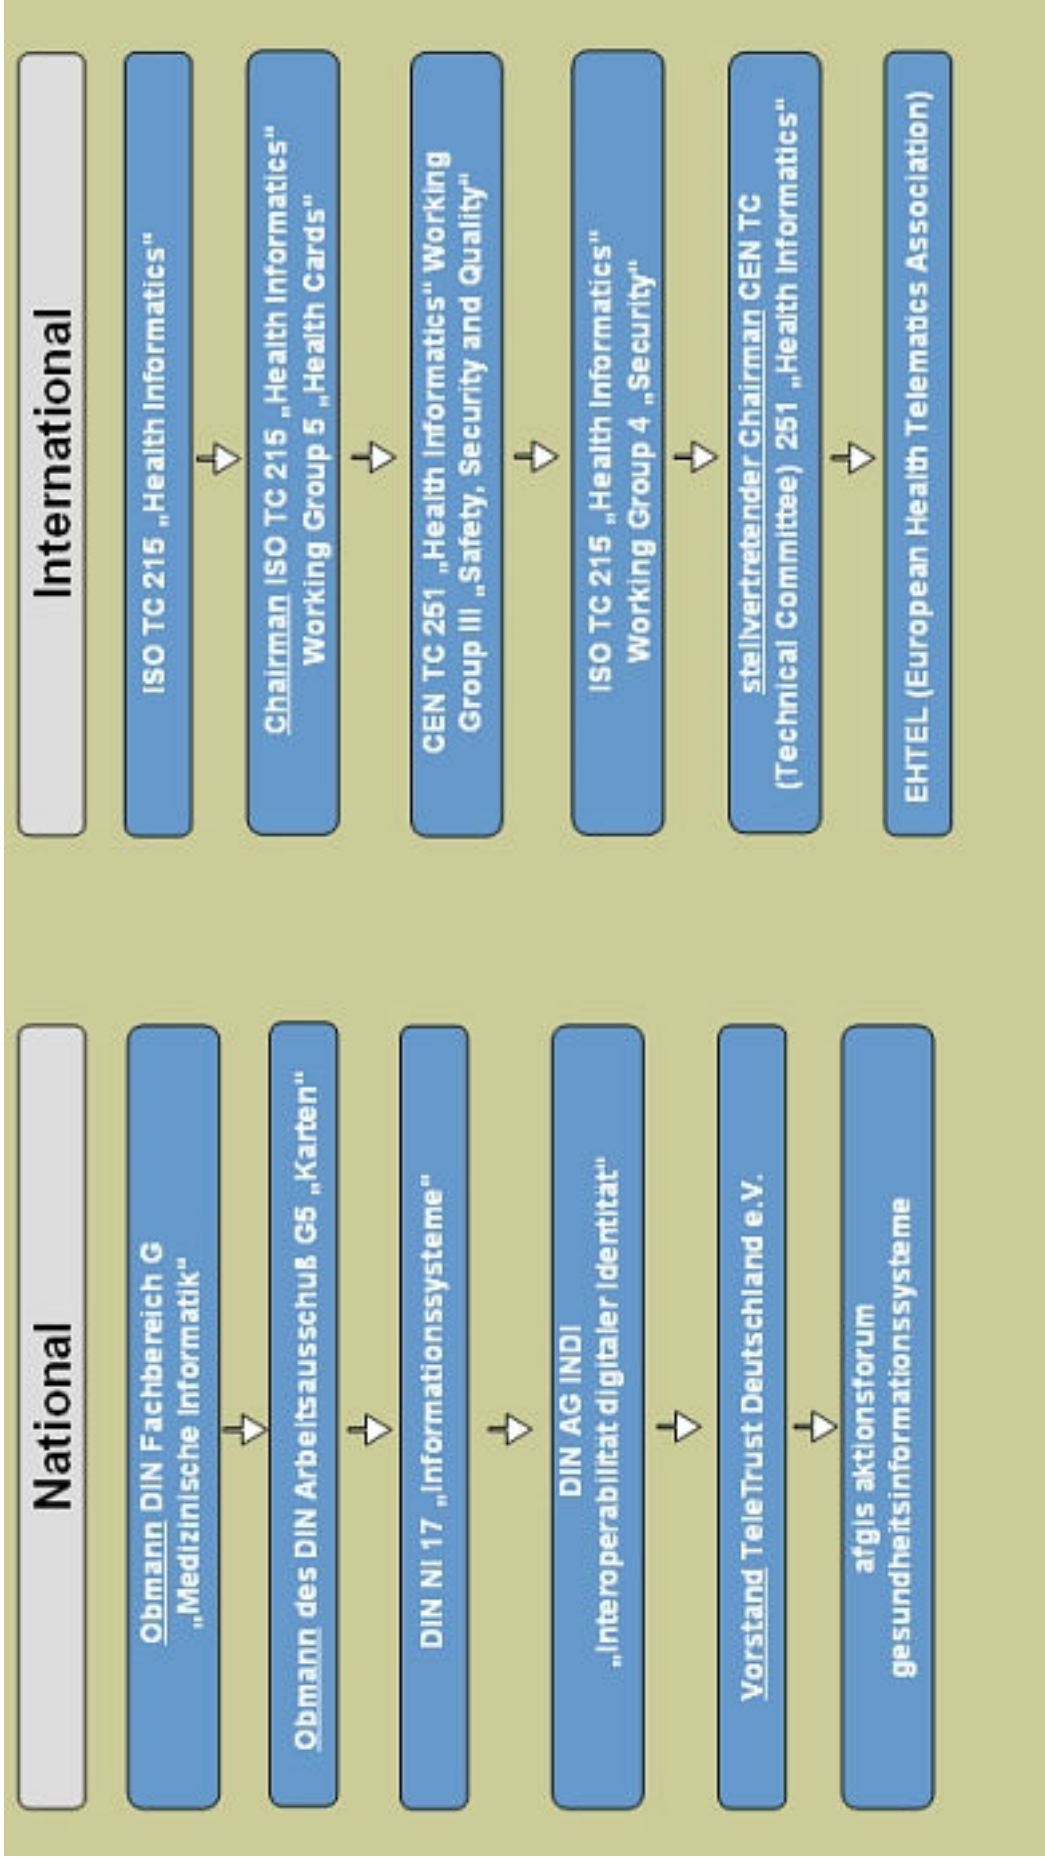 National
Obmann DIN Fachbereich G
„Medizinische Informatik“
Obmann des DIN Arbeitsausschuß G5 „Karten“
DIN NI 17 „Informationssysteme“
DIN AG INDI
„Interoperabilität digitaler Identität“
Vorstand TeleTrust Deutschland e.V.
afgis aktionsforum
gesundheitsinformationssysteme
International
ISO TC 215 „Health Informatics“
Chairman ISO TC 215 „Health Informatics“
Working Group 5 „Health Cards“
CEN TC 251 „Health Informatics“ Working
Group III „Safety, Security and Quality“
ISO TC 215 „Health Informatics“
Working Group 4 „Security“
stellvertretender Chairman CEN TC
(Technical Committee) 251 „Health Informatics“
EHTEL (European Health Telematics Association)